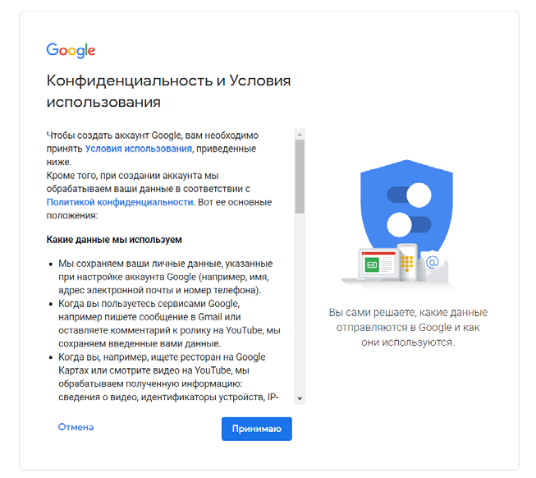 Google
Конфиденциальность и Условия
использования
Чтобы создать аккаунт Google, вам необходимо
принять Условия использования, приведенные
ниже.
Кроме того, при создании аккаунта мы
обрабатываем ваши данные в соответствии с
Политикой конфиденциальности. Вот ее основные
положения:
Какие данные мы используем
• Мы сохраняем ваши личные данные, указанные
при настройке аккаунта Google (например, имя,
адрес электронной почты и номер телефона).
• Когда вы пользуетесь сервисами Google,
например пишете сообщение в Gmail или
оставляете комментарий к ролику на YouTube, мы
сохраняем введенные вами данные.
• Когда вы, например, ищете ресторан на Google
Картах или смотрите видео на YouTube, мы
обрабатываем полученную информацию:
сведения о видео, идентификаторы устройств, IP-
Отмена
Принимаю
@
Вы сами решаете, какие данные
отправляются в Google и как
они используются.